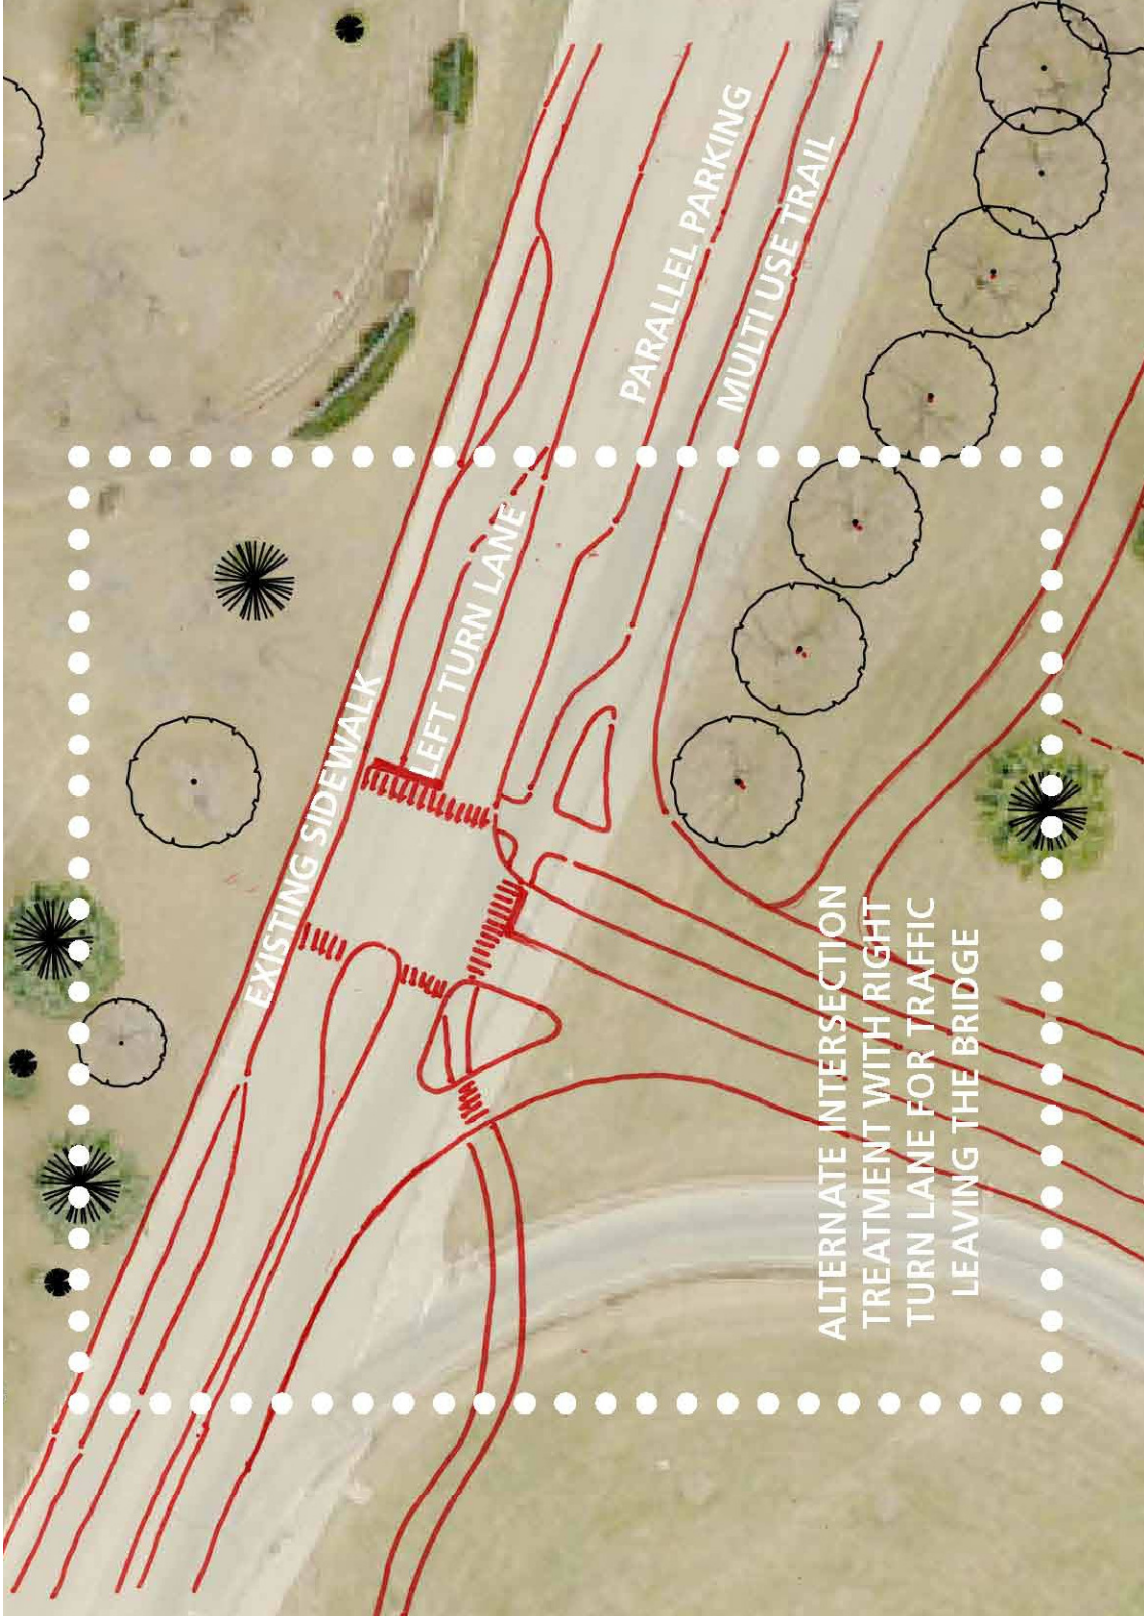 PARALLEL PARKING
MULTI USE TRAIL
LEFT TURN LANE
EXISTING SIDEWALK
ALTERNATE INTERSECTION
TREATMENT WITH RIGHT
TURN LANE FOR TRAFFIC
LEAVING THE BRIDGE